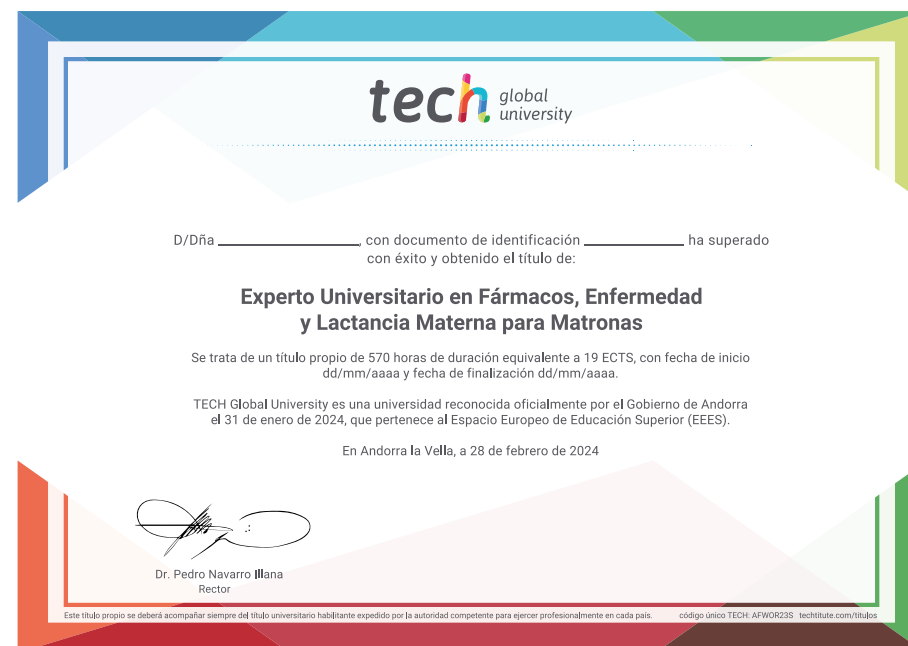 tech global university
D/Dña ____________________, con documento de identificación ______________ ha superado
con éxito y obtenido el título de:
Experto Universitario en Fármacos, Enfermedad
y Lactancia Materna para Matronas
Se trata de un título propio de 570 horas de duración equivalente a 19 ECTS, con fecha de inicio
dd/mm/aaaa y fecha de finalización dd/mm/aaaa.
TECH Global University es una universidad reconocida oficialmente por el Gobierno de Andorra
el 31 de enero de 2024, que pertenece al Espacio Europeo de Educación Superior (EEES).
En Andorra la Vella, a 28 de febrero de 2024
Dr. Pedro Navarro Illana
Rector
Este título propio se deberá acompañar siempre del título universitario habilitante expedido por la autoridad competente para ejercer profesionalmente en cada país. código único TECH: AFWOR23S techtitute.com/titulos